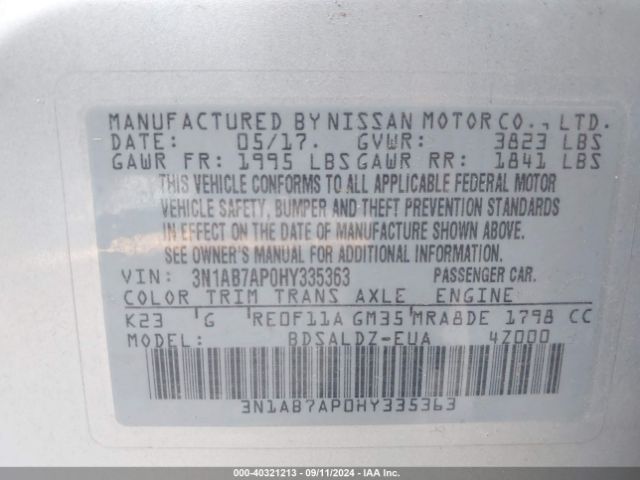 MANUFACTURED BY NISSAN MOTOR CO., LTD.
DATE: 05/17. GVWR: 3823 LBS
GAWR FR: 1995 LBS GAWR RR: 1841 LBS
THIS VEHICLE CONFORMS TO ALL APPLICABLE FEDERAL MOTOR
VEHICLE SAFETY, BUMPER AND THEFT PREVENTION STANDARDS
IN EFFECT ON THE DATE OF MANUFACTURE SHOWN ABOVE.
SEE OWNER'S MANUAL FOR ADDITIONAL INFORMATION.
VIN: 3N1AB7AP0HY335363 PASSENGER CAR.
COLOR TRIM TRANS AXLE ENGINE
K23 G RE0F11A GM35 MRA8DE 1798 CC
MODEL: BDSALDZ-EUA 4Z000
3N1AB7AP0HY335363
000-40321213 - 09/11/2024 - IAA Inc.